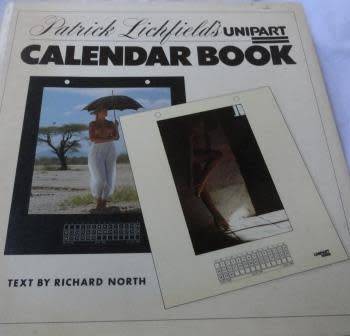 Patrick Lichfield's UNIPART
CALENDAR BOOK
TEXT BY RICHARD NORTH